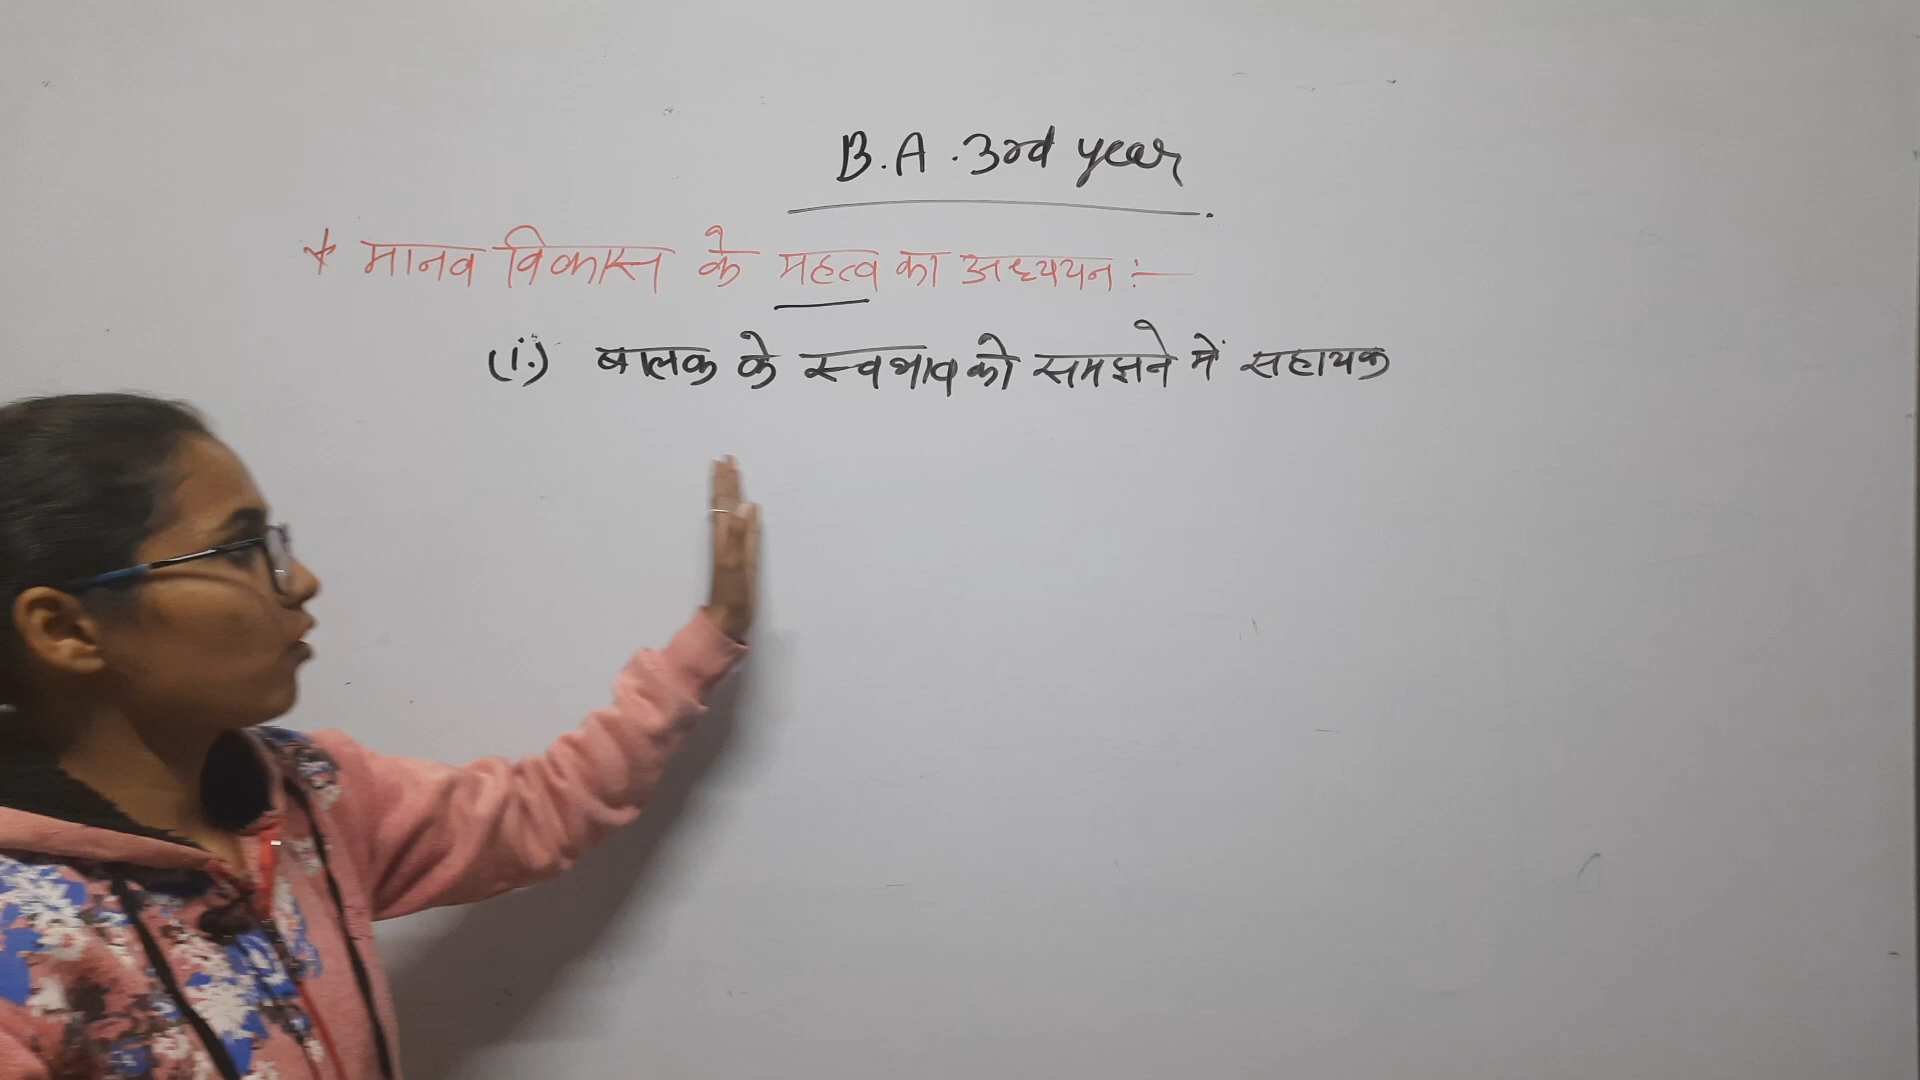 B.A. 3rd year
* मानव विकास के महत्व का अध्ययन :-
(i.) बालक के स्वभाव को समझने में सहायक